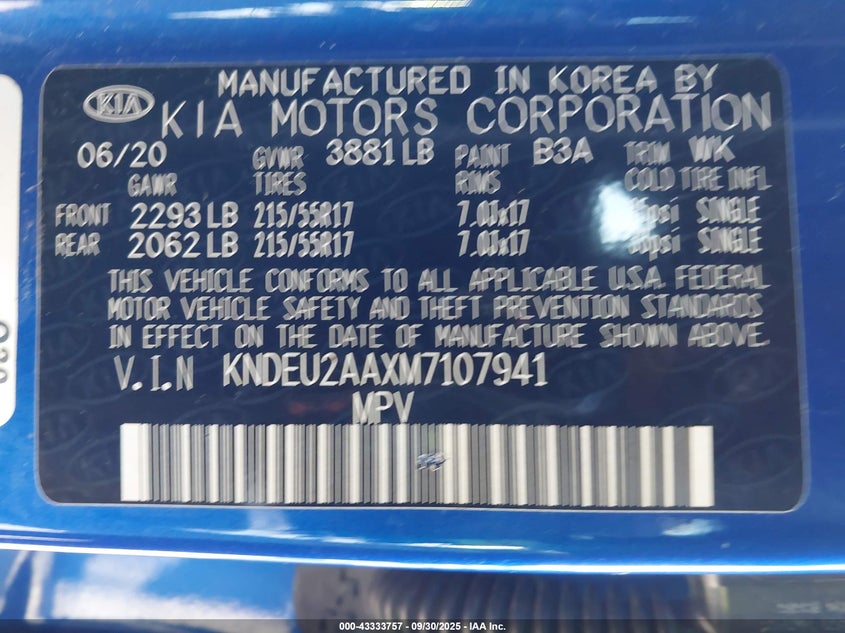 MANUFACTURED IN KOREA BY
KIA KIA MOTORS CORPORATION
06/20 GVWR 3881 LB PAINT B3A TRIM WK
GAWR TIRES RIMS COLD TIRE INFL
FRONT 2293 LB 215/55R17 7.0Jx17 SINGLE
REAR 2062 LB 215/55R17 7.0Jx17 SINGLE
THIS VEHICLE CONFORMS TO ALL APPLICABLE U.S.A. FEDERAL
MOTOR VEHICLE SAFETY AND THEFT PREVENTION STANDARDS
IN EFFECT ON THE DATE OF MANUFACTURE SHOWN ABOVE.
V.I.N KNDEU2AAXM7107941
MPV
000-43333757 - 09/30/2025 - IAA Inc.